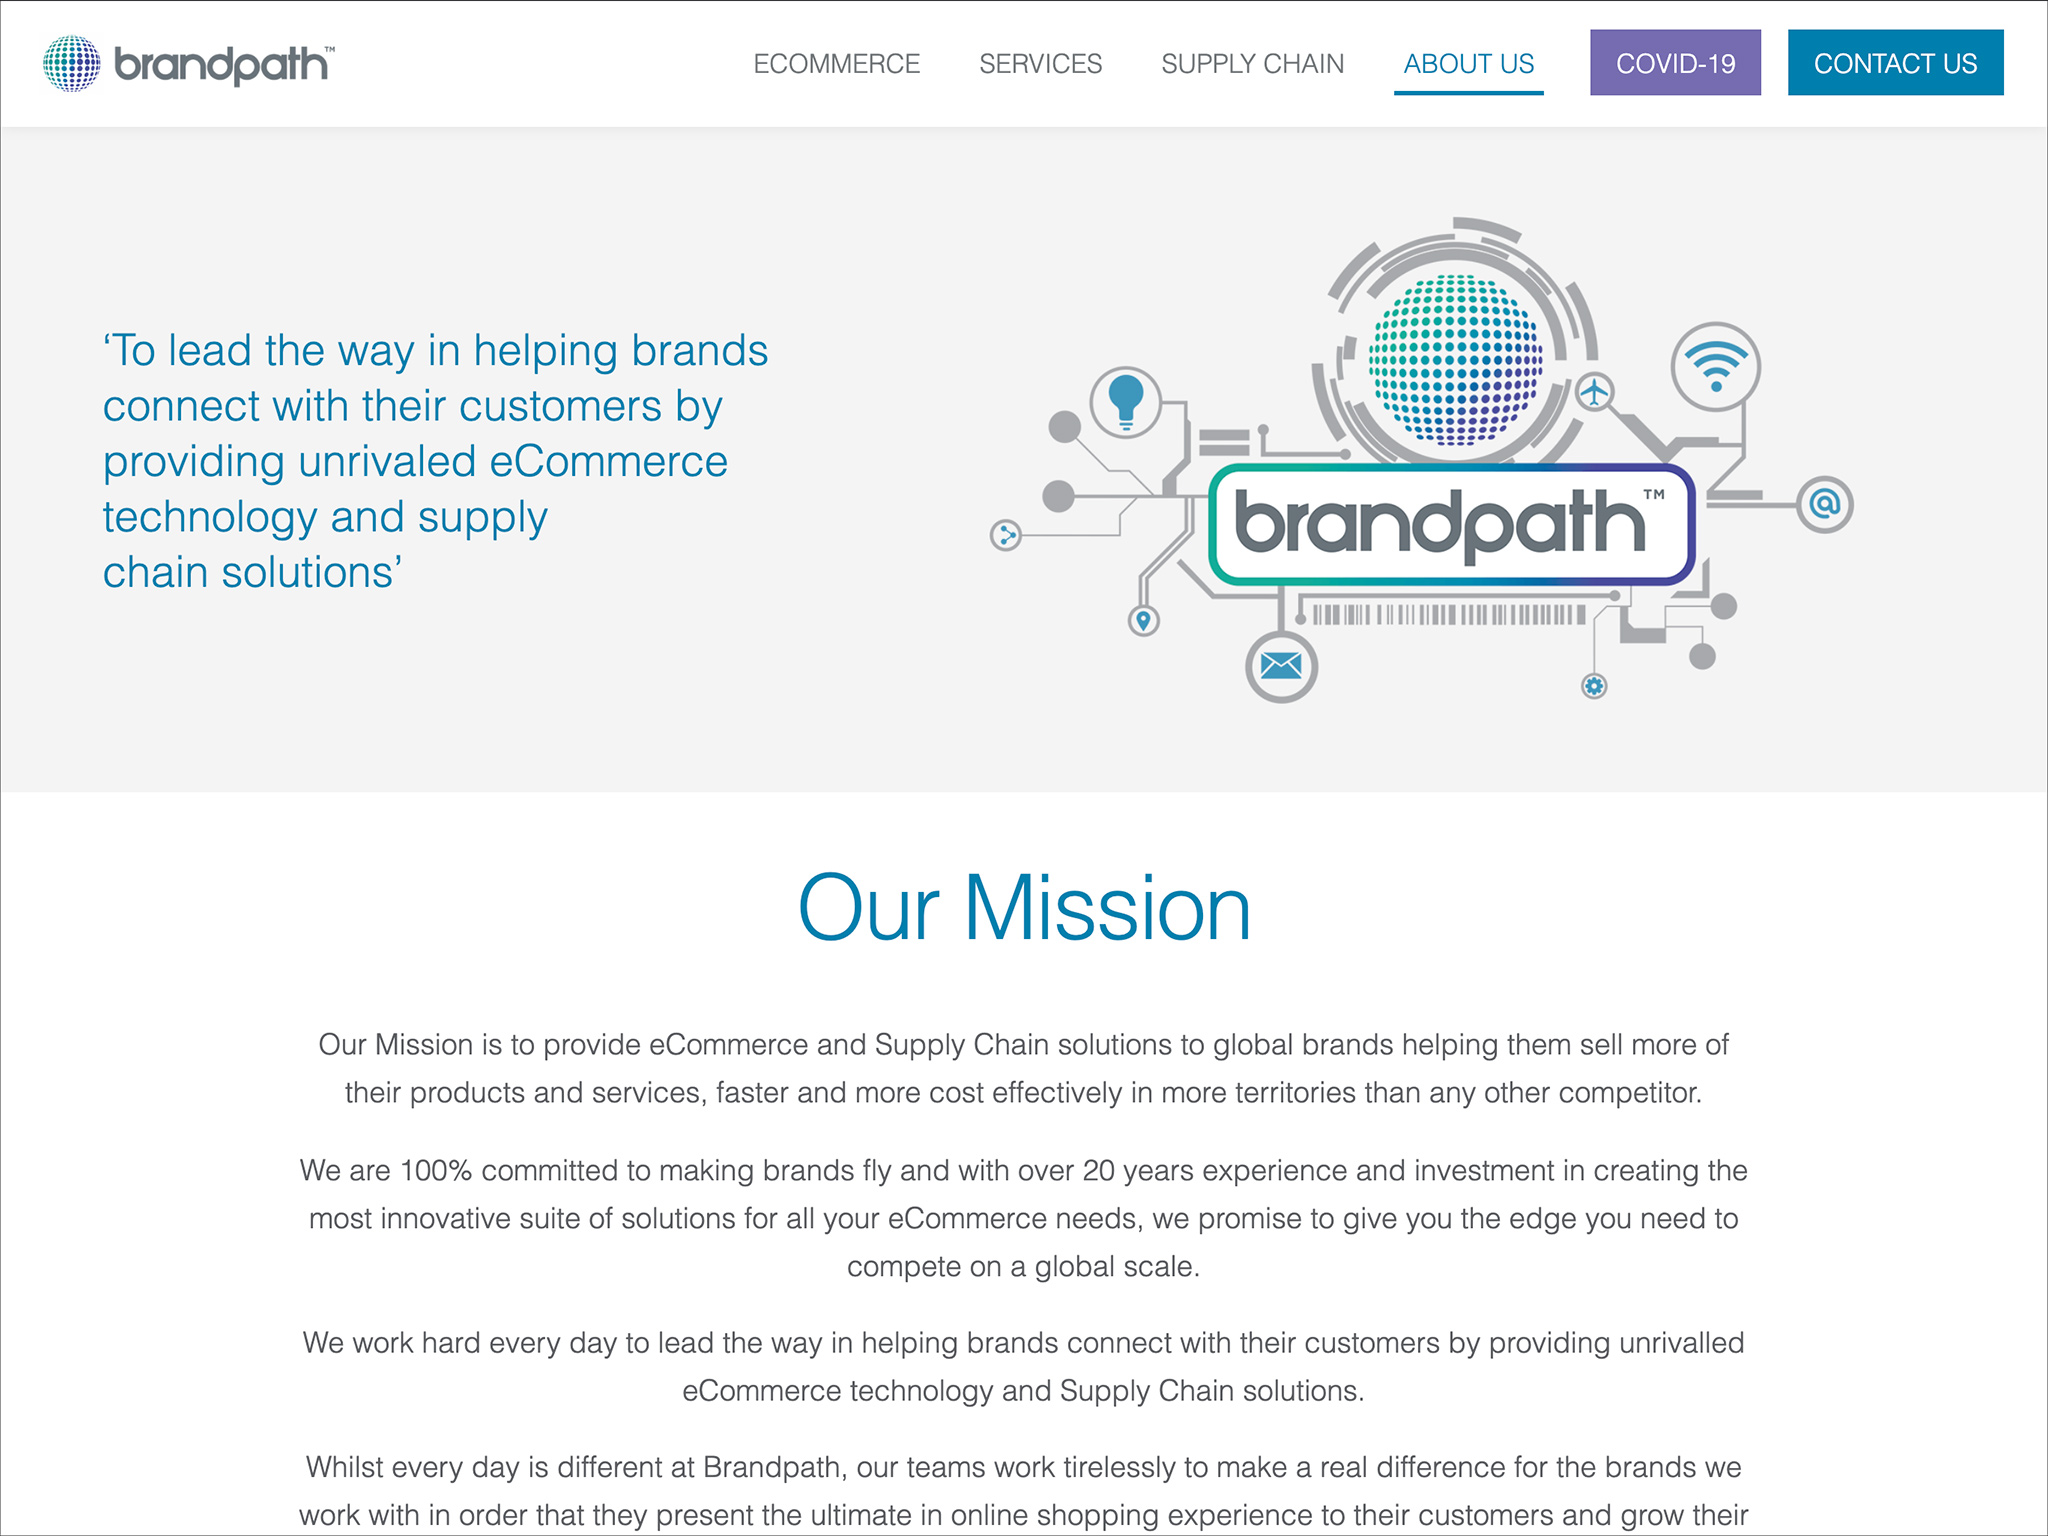 brandpath™
ECOMMERCE SERVICES SUPPLY CHAIN ABOUT US COVID-19 CONTACT US
‘To lead the way in helping brands
connect with their customers by
providing unrivaled eCommerce
technology and supply
chain solutions’
brandpath™
Our Mission
Our Mission is to provide eCommerce and Supply Chain solutions to global brands helping them sell more of
their products and services, faster and more cost effectively in more territories than any other competitor.
We are 100% committed to making brands fly and with over 20 years experience and investment in creating the
most innovative suite of solutions for all your eCommerce needs, we promise to give you the edge you need to
compete on a global scale.
We work hard every day to lead the way in helping brands connect with their customers by providing unrivalled
eCommerce technology and Supply Chain solutions.
Whilst every day is different at Brandpath, our teams work tirelessly to make a real difference for the brands we
work with in order that they present the ultimate in online shopping experience to their customers and grow their